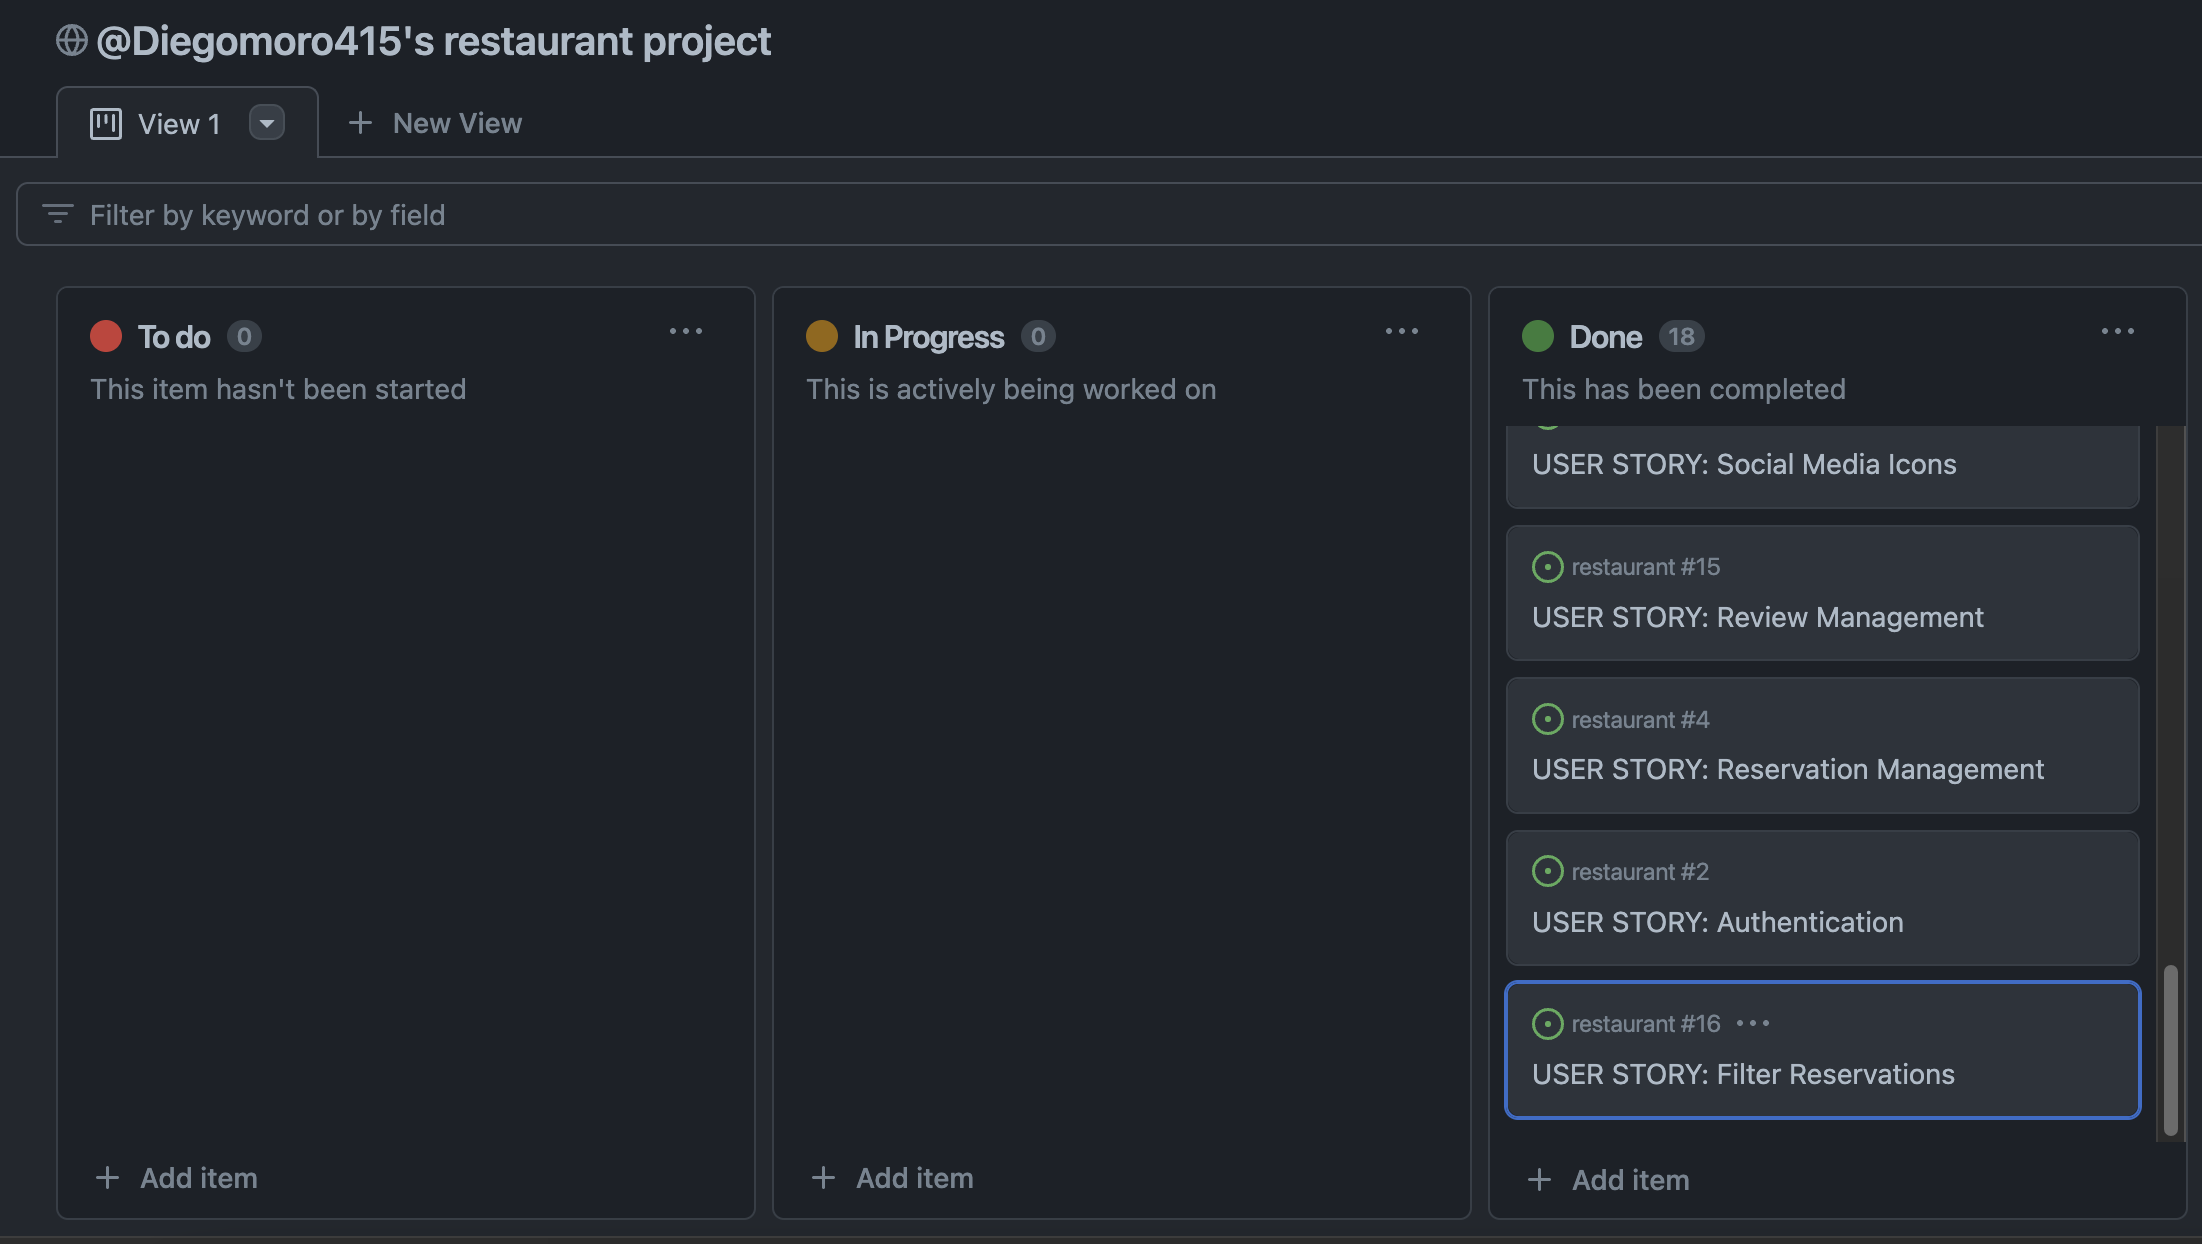 @Diegomoro415's restaurant project
View 1
New View
Filter by keyword or by field
To do 0
This item hasn't been started
Add item
In Progress 0
This is actively being worked on
Add item
Done 18
This has been completed
USER STORY: Social Media Icons
restaurant #15
USER STORY: Review Management
restaurant #4
USER STORY: Reservation Management
restaurant #2
USER STORY: Authentication
restaurant #16
USER STORY: Filter Reservations
Add item